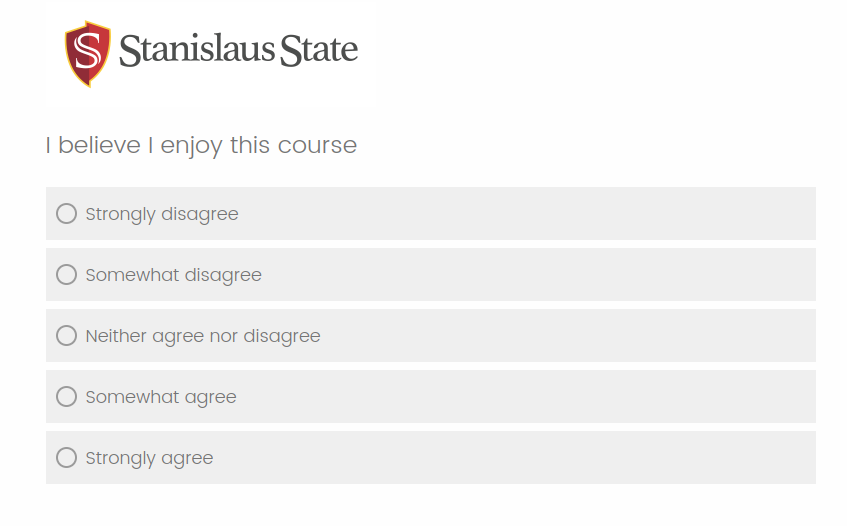 S Stanislaus State
I believe I enjoy this course
Strongly disagree
Somewhat disagree
Neither agree nor disagree
Somewhat agree
Strongly agree